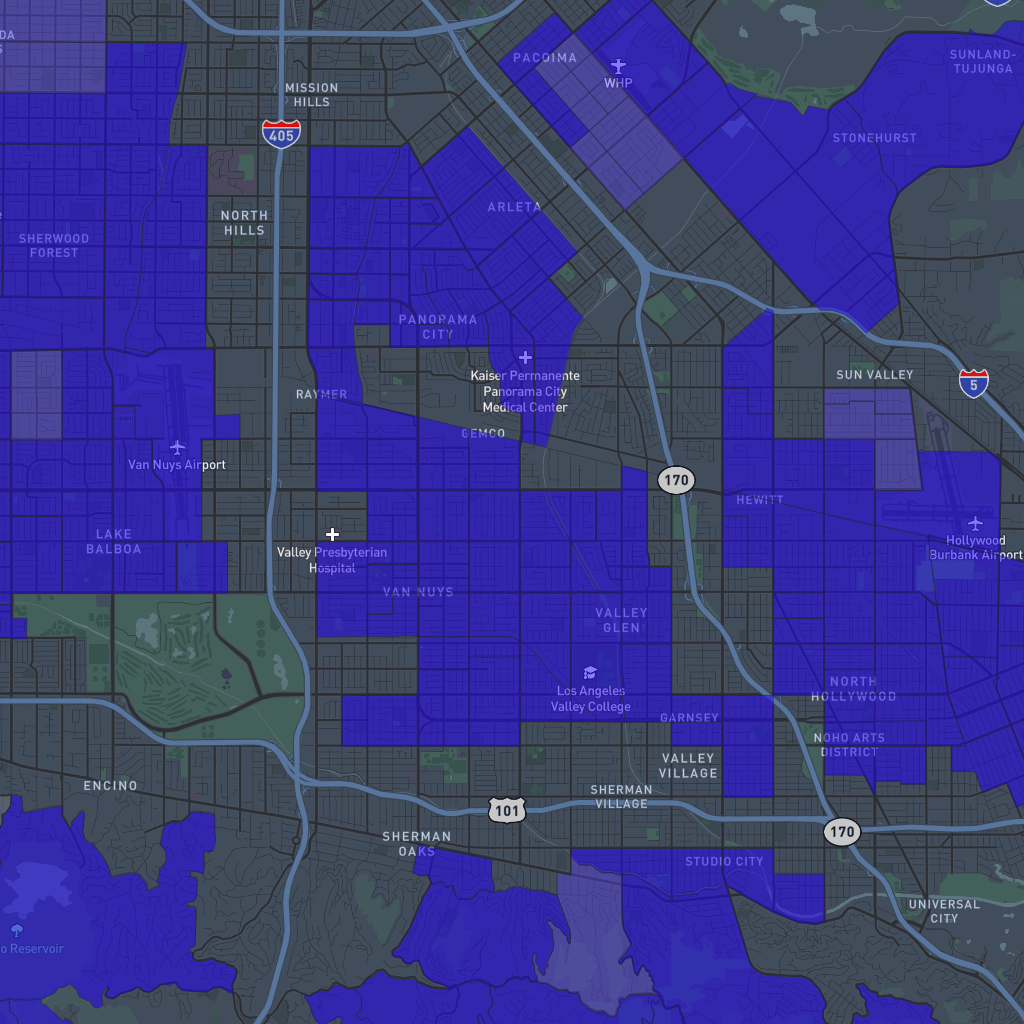 PACOIMA
WHP
SUNLAND-
TUJUNGA
MISSION
HILLS
405
STONEHURST
ARLETA
NORTH
HILLS
SHERWOOD
FOREST
PANORAMA
CITY
Kaiser Permanente
Panorama City
Medical Center
SUN VALLEY
5
RAYMER
GEMCO
Van Nuys Airport
170
HEWITT
LAKE
BALBOA
Hollywood
Burbank Airport
Valley Presbyterian
Hospital
VAN NUYS
VALLEY
GLEN
Los Angeles
Valley College
NORTH
HOLLYWOOD
GARNSEY
NOHO ARTS
DISTRICT
VALLEY
VILLAGE
ENCINO
SHERMAN
VILLAGE
101
170
SHERMAN
OAKS
STUDIO CITY
UNIVERSAL
CITY
o Reservoir